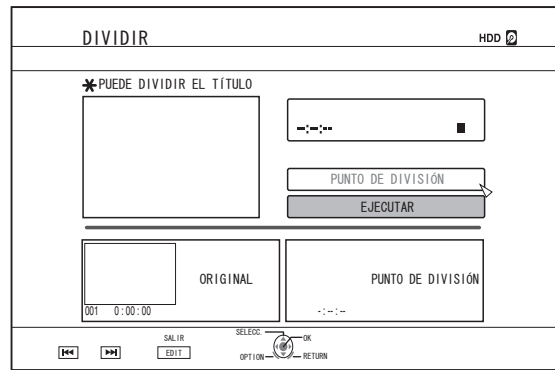 DIVIDIR
HDD
PUEDE DIVIDIR EL TÍTULO
--:--:--
PUNTO DE DIVISIÓN
EJECUTAR
ORIGINAL
001 0:00:00
PUNTO DE DIVISIÓN
-:--:--
SALIR
EDIT
SELECC.
OK
OPTION
RETURN